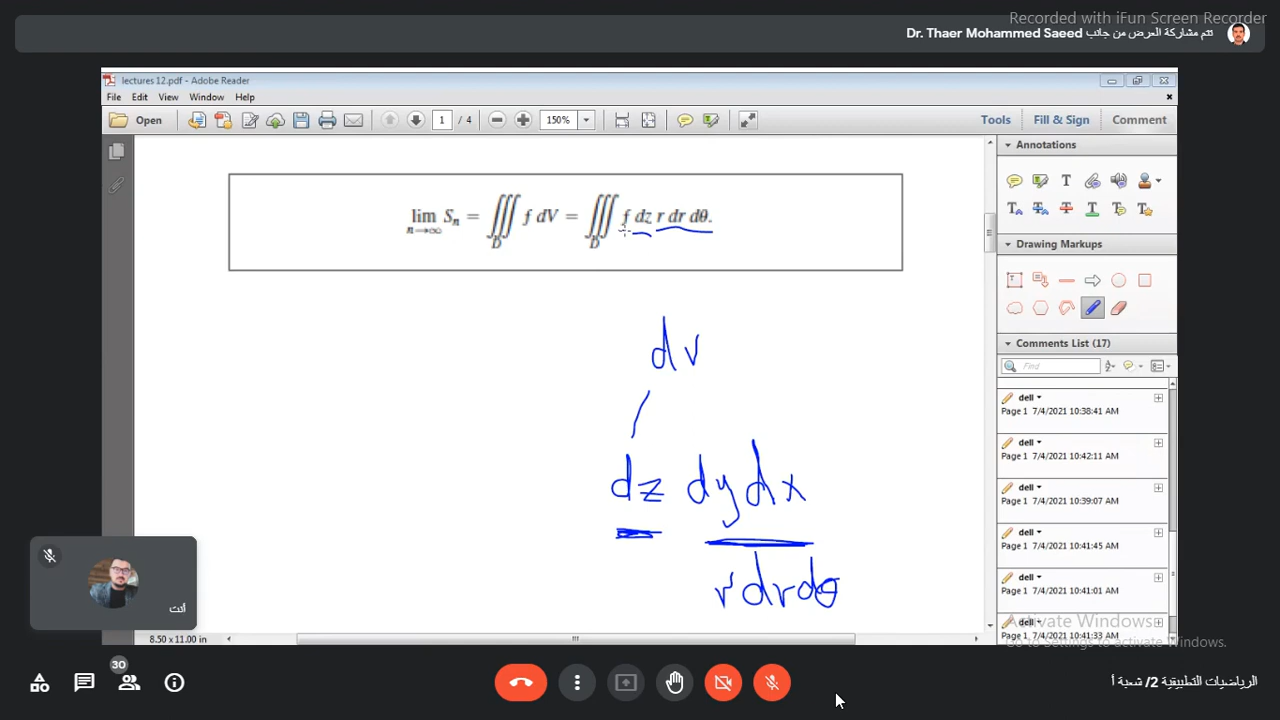 Recorded with iFun Screen Recorder
Dr. Thaer Mohammed Saeed تتم مشاركة العرض من جانب
lectures 12.pdf - Adobe Reader
File Edit View Window Help
Open 1 / 4 150% Tools Fill & Sign Comment
Annotations
lim S_n = ∭ f dV = ∭ f dz r dr dθ.
n→∞ D D
Drawing Markups
dv
Comments List (17)
Find
dell
Page 1 7/4/2021 10:38:41 AM
dell
Page 1 7/4/2021 10:42:11 AM
dz dy dx
dell
Page 1 7/4/2021 10:39:07 AM
dell
Page 1 7/4/2021 10:41:45 AM
r dr dθ
dell
Page 1 7/4/2021 10:41:01 AM
dell
Page 1 7/4/2021 10:41:33 AM
أنت
Activate Windows
Go to Settings to activate Windows.
8.50 x 11.00 in
30
الرياضيات التطبيقية 2/ شعبة أ